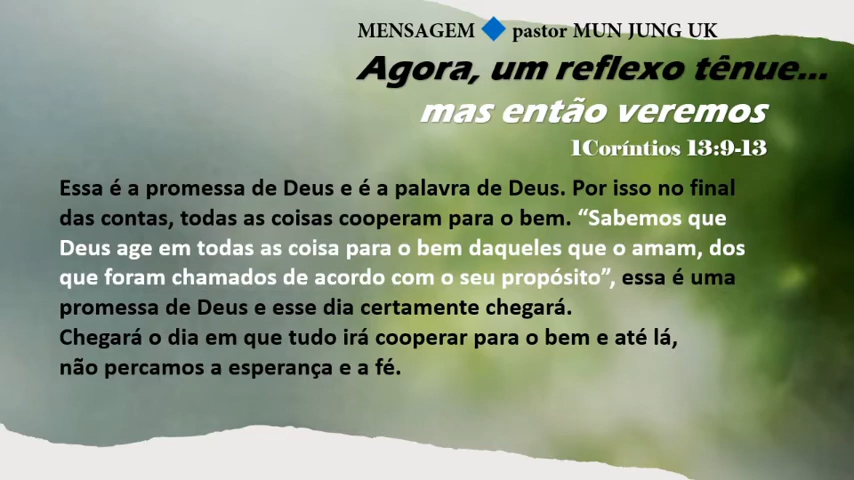 MENSAGEM 🔷 pastor MUN JUNG UK
Agora, um reflexo tênue...
mas então veremos
1Coríntios 13:9-13
Essa é a promessa de Deus e é a palavra de Deus. Por isso no final
das contas, todas as coisas cooperam para o bem. “Sabemos que
Deus age em todas as coisa para o bem daqueles que o amam, dos
que foram chamados de acordo com o seu propósito”, essa é uma
promessa de Deus e esse dia certamente chegará.
Chegará o dia em que tudo irá cooperar para o bem e até lá,
não percamos a esperança e a fé.